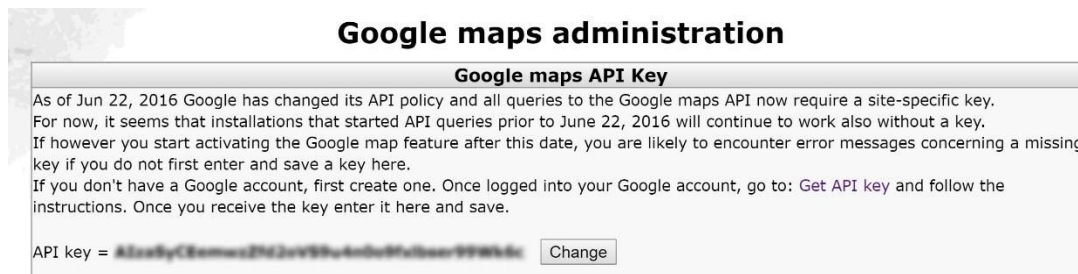 Google maps administration
Google maps API Key
As of Jun 22, 2016 Google has changed its API policy and all queries to the Google maps API now require a site-specific key.
For now, it seems that installations that started API queries prior to June 22, 2016 will continue to work also without a key.
If however you start activating the Google map feature after this date, you are likely to encounter error messages concerning a missing
key if you do not first enter and save a key here.
If you don't have a Google account, first create one. Once logged into your Google account, go to: Get API key and follow the
instructions. Once you receive the key enter it here and save.
API key = Change